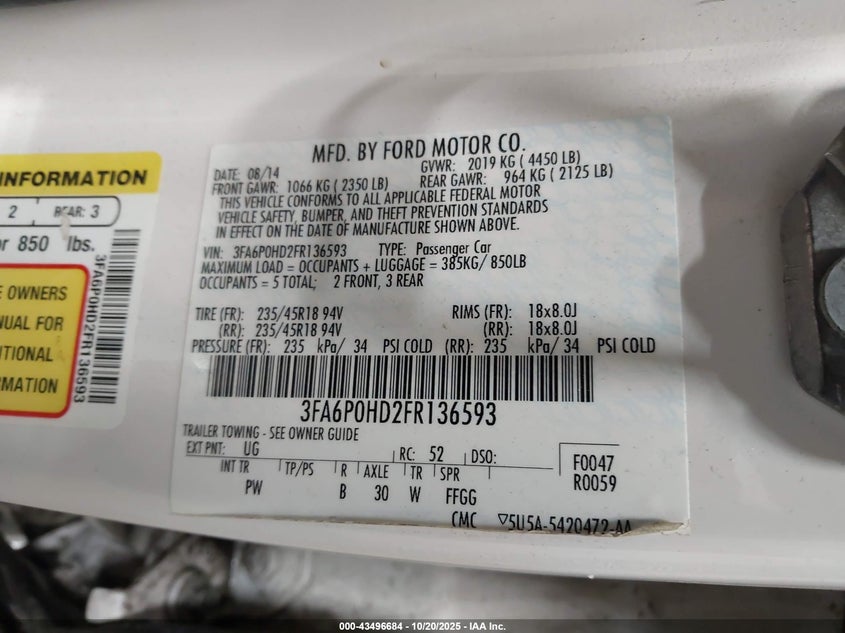 MFD. BY FORD MOTOR CO.
DATE: 08/14 GVWR: 2019 KG ( 4450 LB)
FRONT GAWR: 1066 KG ( 2350 LB) REAR GAWR: 964 KG ( 2125 LB)
THIS VEHICLE CONFORMS TO ALL APPLICABLE FEDERAL MOTOR
VEHICLE SAFETY, BUMPER, AND THEFT PREVENTION STANDARDS
IN EFFECT ON THE DATE OF MANUFACTURE SHOWN ABOVE.
VIN: 3FA6P0HD2FR136593 TYPE: Passenger Car
MAXIMUM LOAD = OCCUPANTS + LUGGAGE = 385KG/ 850LB
OCCUPANTS = 5 TOTAL; 2 FRONT, 3 REAR
TIRE (FR): 235/45R18 94V RIMS (FR): 18x8.0J
(RR): 235/45R18 94V (RR): 18x8.0J
PRESSURE (FR): 235 kPa/ 34 PSI COLD (RR): 235 kPa/ 34 PSI COLD
3FA6P0HD2FR136593
TRAILER TOWING - SEE OWNER GUIDE
EXT PNT: UG RC: 52 DSO:
INT TR TP/PS R AXLE TR SPR
PW B 30 W FFGG
F0047
R0059
CMC ▽5U5A-5420472-AA
INFORMATION
2 REAR: 3
or 850 lbs.
E OWNERS
NUAL FOR
ITIONAL
RMATION
3FA6P0HD2FR136593
000-43496684 | 10/20/2025 - IAA Inc.